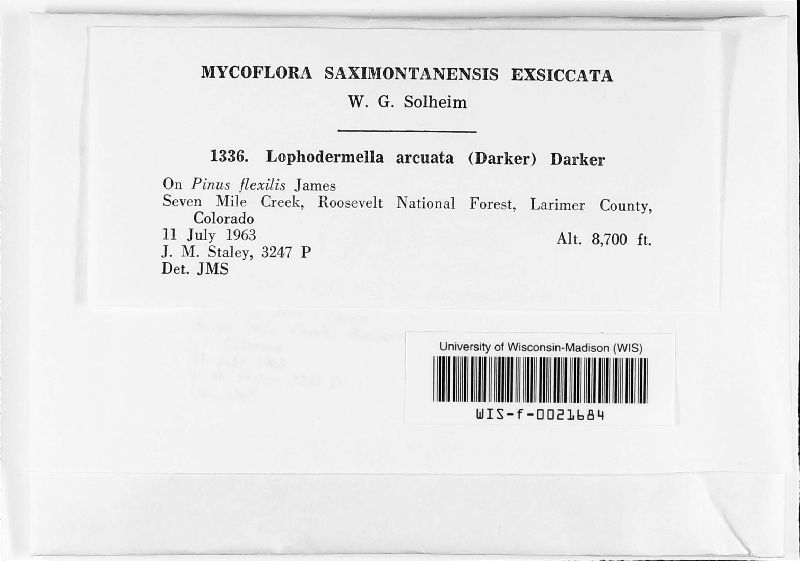 MYCOFLORA SAXIMONTANENSIS EXSICCATA
W. G. Solheim
1336. Lophodermella arcuata (Darker) Darker
On Pinus flexilis James
Seven Mile Creek, Roosevelt National Forest, Larimer County,
Colorado
11 July 1963 Alt. 8,700 ft.
J. M. Staley, 3247 P
Det. JMS
University of Wisconsin-Madison (WIS)
WIS-f-0021684